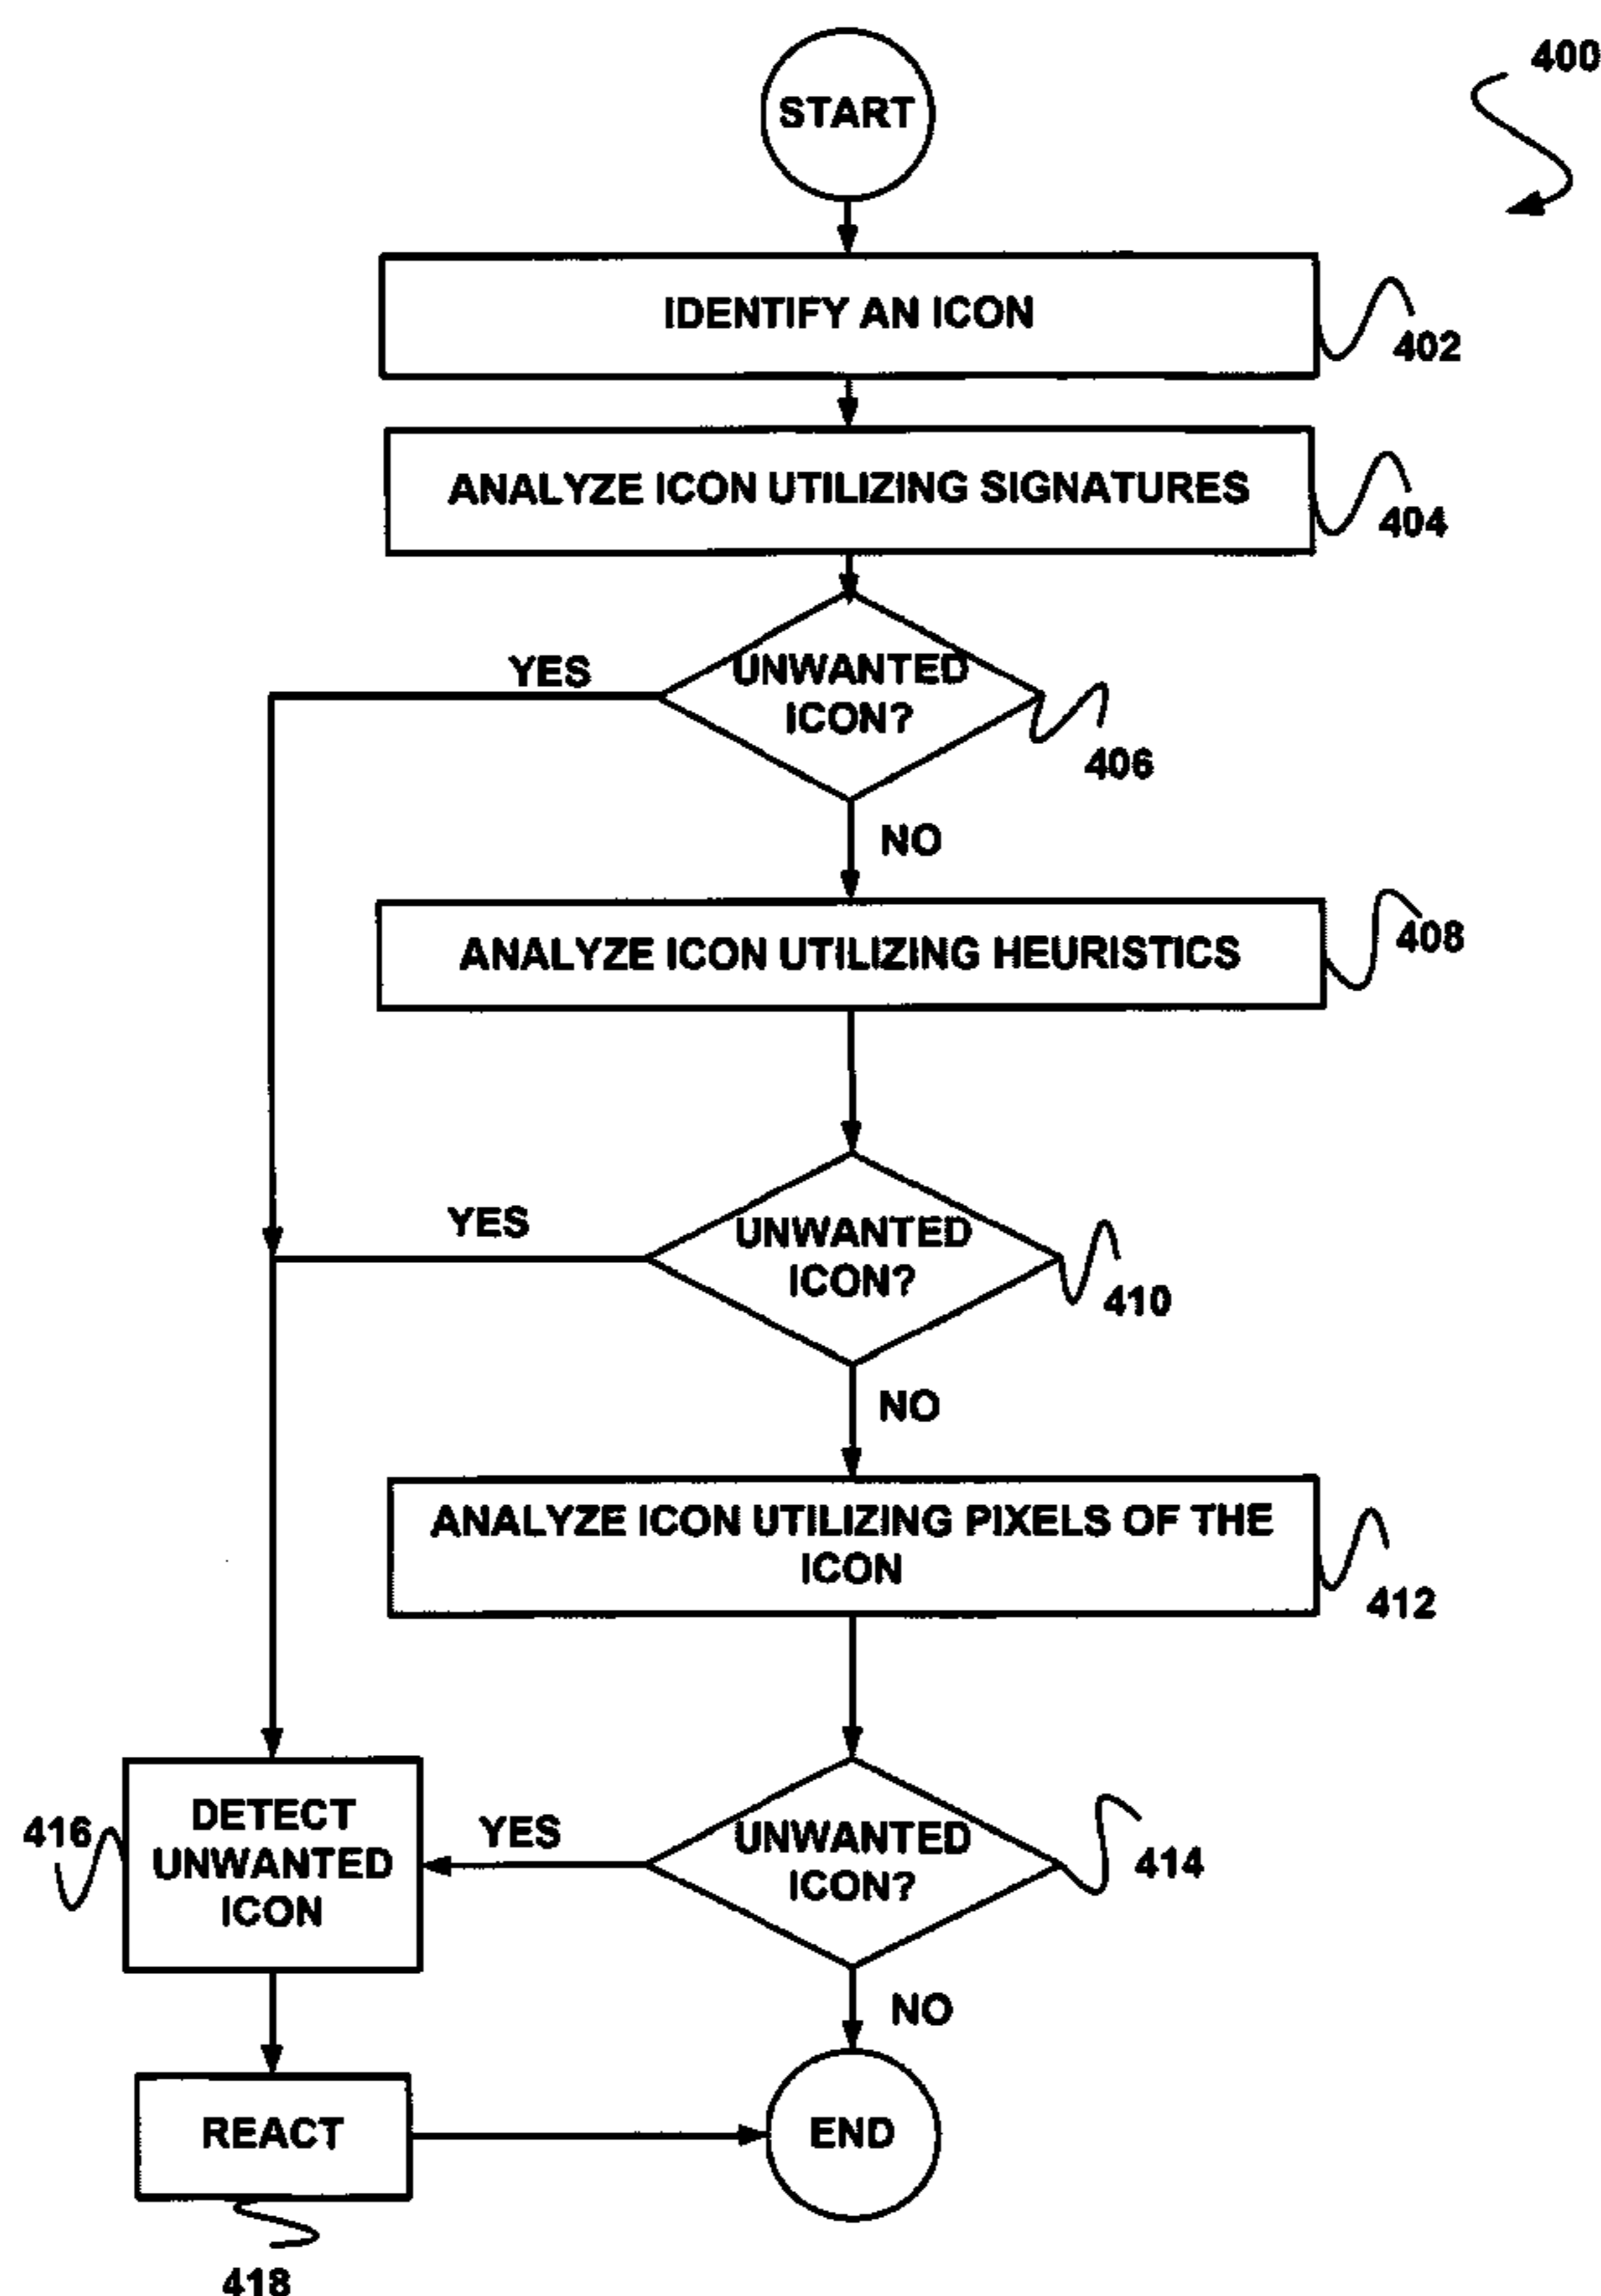 400
START
IDENTIFY AN ICON
402
ANALYZE ICON UTILIZING SIGNATURES
404
YES
UNWANTED
ICON?
406
NO
ANALYZE ICON UTILIZING HEURISTICS
408
YES
UNWANTED
ICON?
410
NO
ANALYZE ICON UTILIZING PIXELS OF THE
ICON
412
416
DETECT
UNWANTED
ICON
YES
UNWANTED
ICON?
414
NO
REACT
END
418